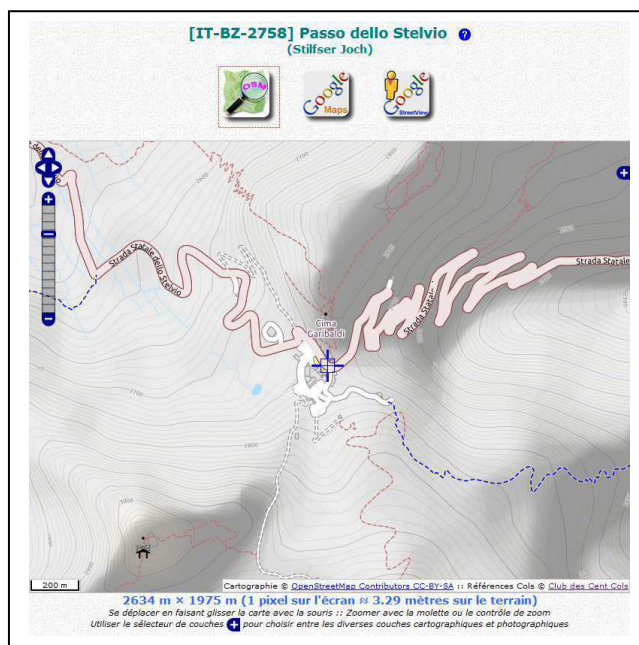 [IT-BZ-2758] Passo dello Stelvio ?
(Stilfser Joch)
OSM
Google Maps
Google StreetView
Strada Statale dello Stelvio
Cima
Garibaldi
Strada Statale
Strada Statale
2700
2800
2800
3000
200 m
Cartographie © OpenStreetMap Contributors CC-BY-SA :: Références Cols © Club des Cent Cols
2634 m × 1975 m (1 pixel sur l'écran ≈ 3.29 mètres sur le terrain)
Se déplacer en faisant glisser la carte avec la souris :: Zoomer avec la molette ou le contrôle de zoom
Utiliser le sélecteur de couches + pour choisir entre les diverses couches cartographiques et photographiques